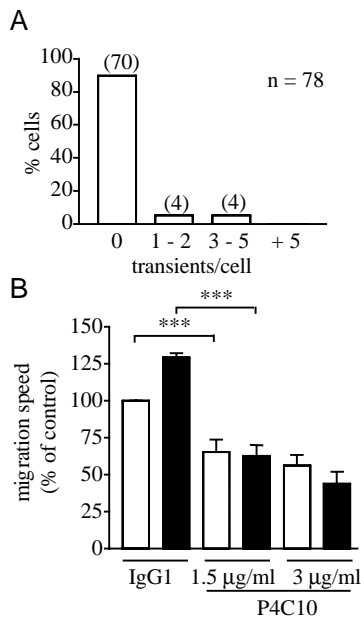 A
100
80
60
40
20
0
% cells
(70)
(4)
(4)
n = 78
0 1 - 2 3 - 5 + 5
transients/cell
B
150
125
100
75
50
25
0
migration speed
(% of control)
***
***
IgG1 1.5 µg/ml 3 µg/ml
P4C10